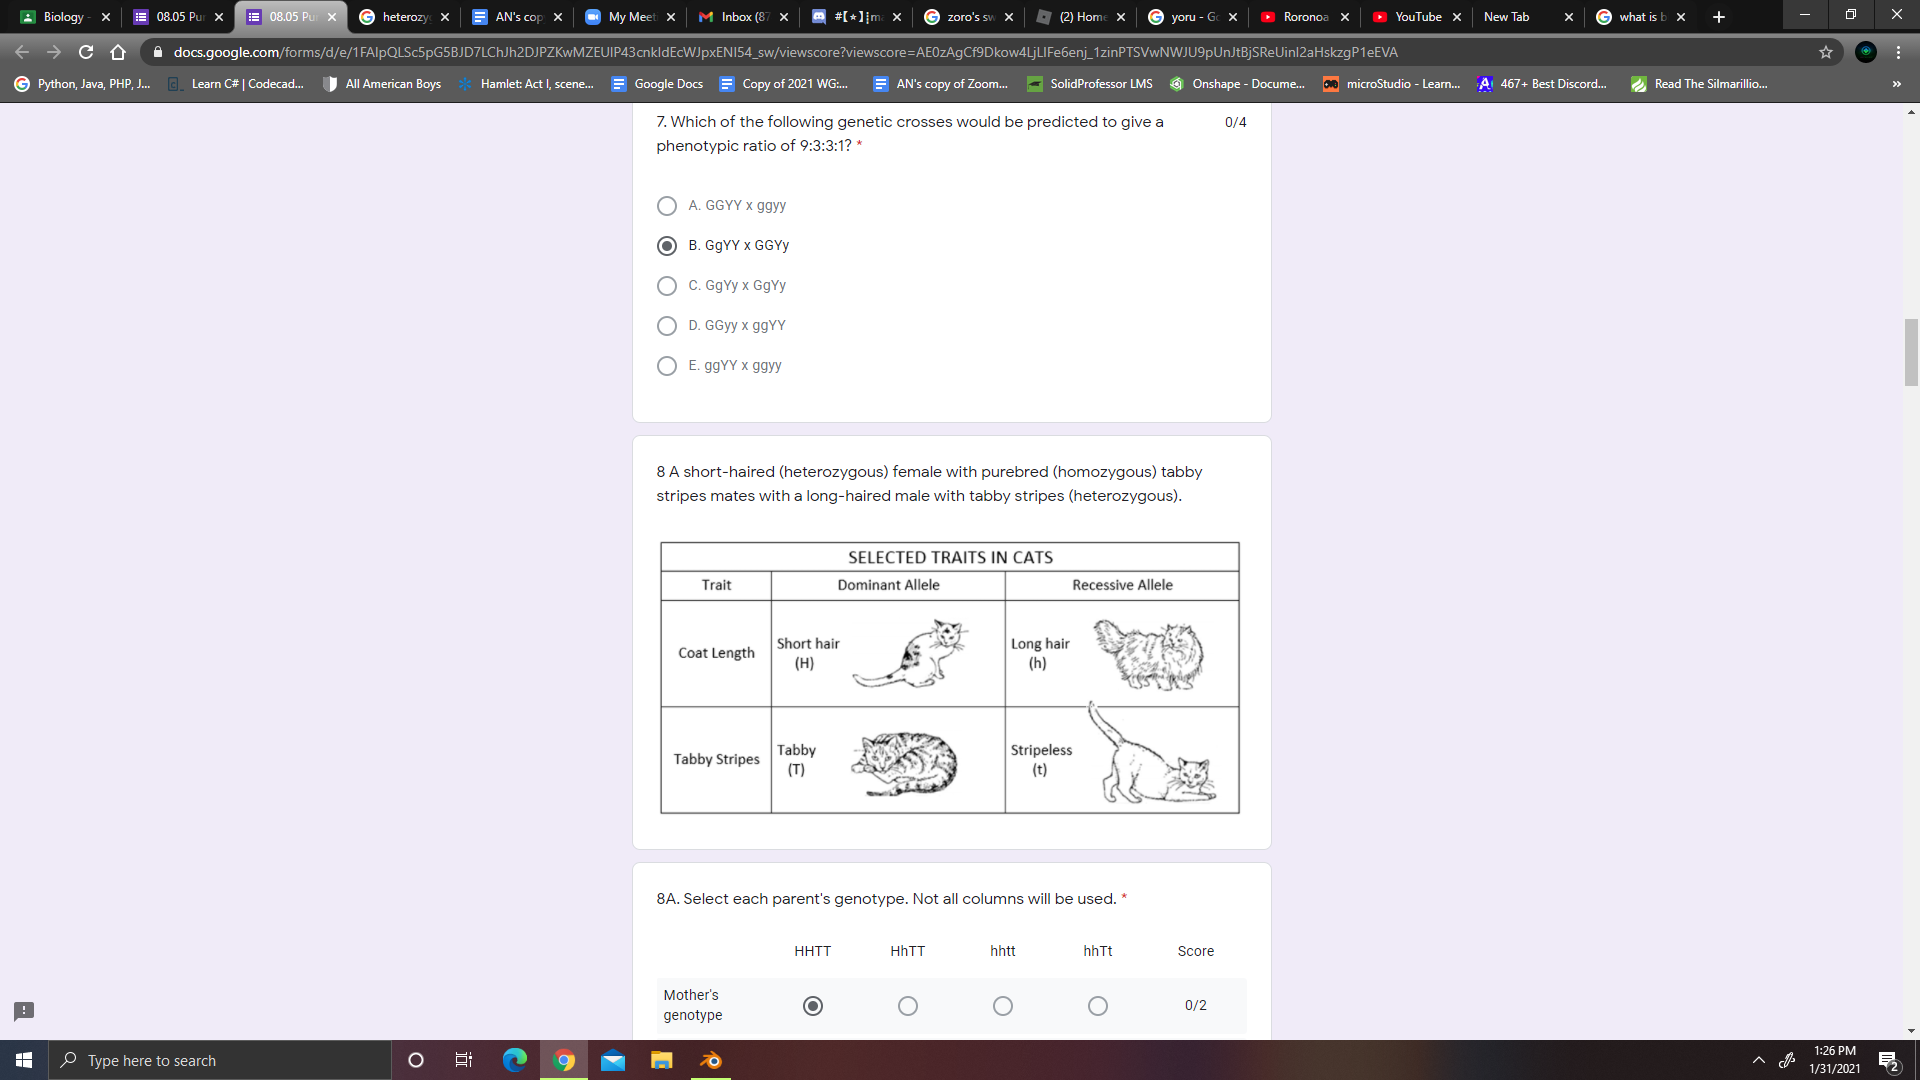 Biology -
08.05 Pu
08.05 Pu
heterozy
AN's cop
My Meet
Inbox (87
zoro's sw
(2) Home
yoru - Go
Roronoa
YouTube
New Tab
what is b
docs.google.com/forms/d/e/1FAIpQLSc5pG5BJD7LChJh2DJPZKwMZEUIP43cnkIdEcWJpxENI54_sw/viewscore?viewscore=AE0zAgCf9Dkow4LjLIFe6enj_1zinPTSVwNWJU9pUnJtBjSReUinI2aHskzgP1eEVA
Python, Java, PHP, J...
Learn C# | Codecad...
All American Boys
Hamlet: Act I, scene...
Google Docs
Copy of 2021 WG:...
AN's copy of Zoom...
SolidProfessor LMS
Onshape - Docume...
microStudio - Learn...
467+ Best Discord...
Read The Silmarillio...
7. Which of the following genetic crosses would be predicted to give a
phenotypic ratio of 9:3:3:1? *
0/4
A. GGYY x ggyy
B. GgYY x GGYy
C. GgYy x GgYy
D. GGyy x ggYY
E. ggYY x ggyy
8 A short-haired (heterozygous) female with purebred (homozygous) tabby
stripes mates with a long-haired male with tabby stripes (heterozygous).
SELECTED TRAITS IN CATS
Trait
Dominant Allele
Recessive Allele
Coat Length
Short hair
(H)
Long hair
(h)
Tabby Stripes
Tabby
(T)
Stripeless
(t)
8A. Select each parent's genotype. Not all columns will be used. *
HHTT
HhTT
hhtt
hhTt
Score
Mother's
genotype
0/2
Type here to search
1:26 PM
1/31/2021
2